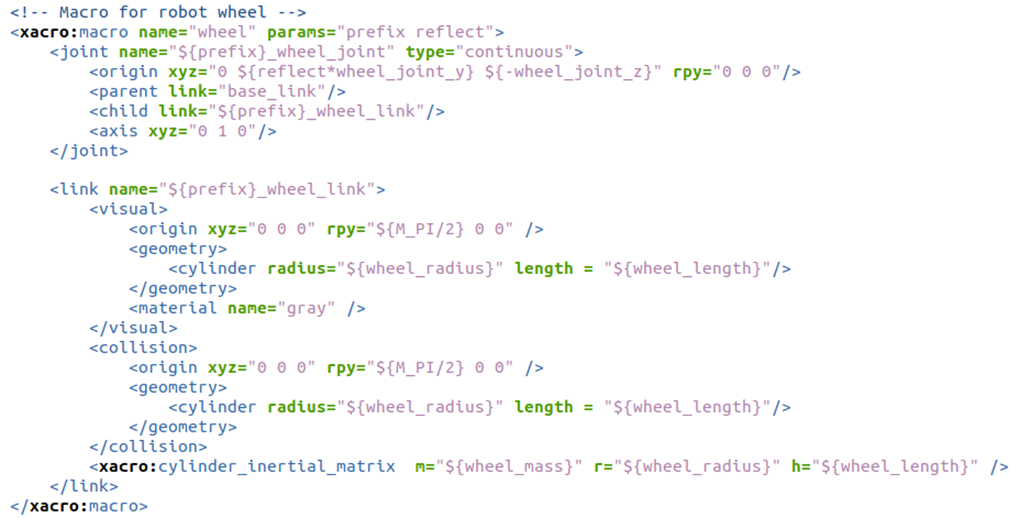 <!-- Macro for robot wheel -->
<xacro:macro name="wheel" params="prefix reflect">
    <joint name="${prefix}_wheel_joint" type="continuous">
        <origin xyz="0 ${reflect*wheel_joint_y} ${-wheel_joint_z}" rpy="0 0 0"/>
        <parent link="base_link"/>
        <child link="${prefix}_wheel_link"/>
        <axis xyz="0 1 0"/>
    </joint>

    <link name="${prefix}_wheel_link">
        <visual>
            <origin xyz="0 0 0" rpy="${M_PI/2} 0 0" />
            <geometry>
                <cylinder radius="${wheel_radius}" length = "${wheel_length}"/>
            </geometry>
            <material name="gray" />
        </visual>
        <collision>
            <origin xyz="0 0 0" rpy="${M_PI/2} 0 0" />
            <geometry>
                <cylinder radius="${wheel_radius}" length = "${wheel_length}"/>
            </geometry>
        </collision>
        <xacro:cylinder_inertial_matrix  m="${wheel_mass}" r="${wheel_radius}" h="${wheel_length}" />
    </link>
</xacro:macro>